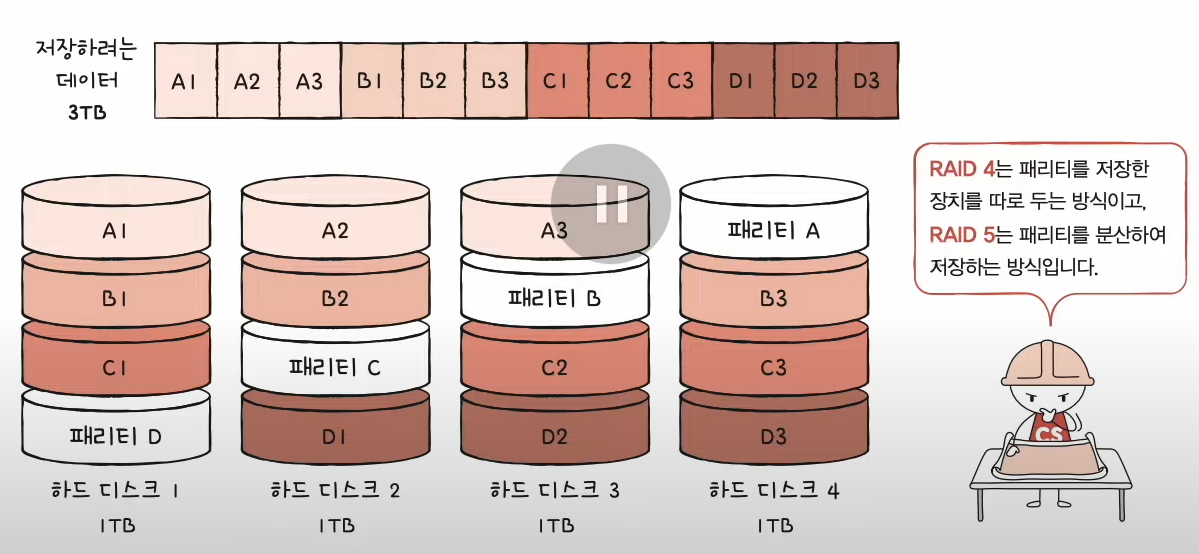 저장하려는
데이터
3TB
A1 A2 A3 B1 B2 B3 C1 C2 C3 D1 D2 D3
RAID 4는 패리티를 저장한
장치를 따로 두는 방식이고,
RAID 5는 패리티를 분산하여
저장하는 방식입니다.
A1 A2 A3 패리티 A
B1 B2 패리티 B B3
C1 패리티 C C2 C3
패리티 D D1 D2 D3
하드 디스크 1 하드 디스크 2 하드 디스크 3 하드 디스크 4
1TB 1TB 1TB 1TB
CS